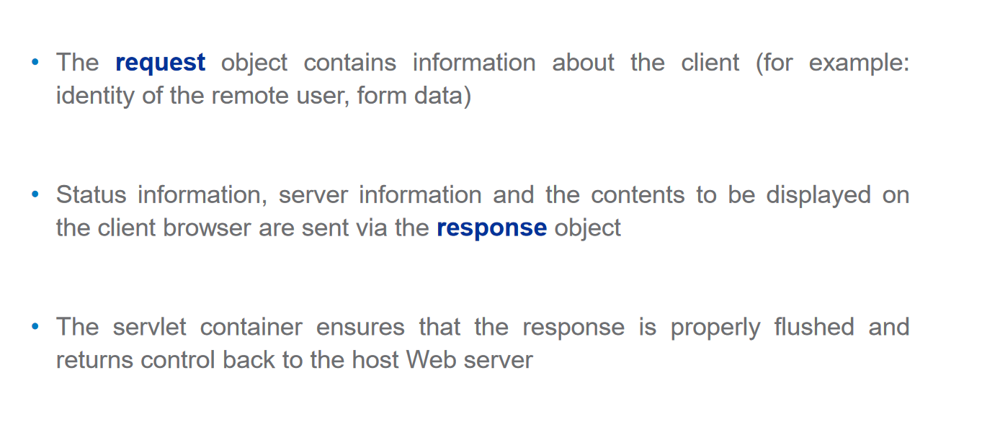 • The request object contains information about the client (for example:
identity of the remote user, form data)
• Status information, server information and the contents to be displayed on
the client browser are sent via the response object
• The servlet container ensures that the response is properly flushed and
returns control back to the host Web server